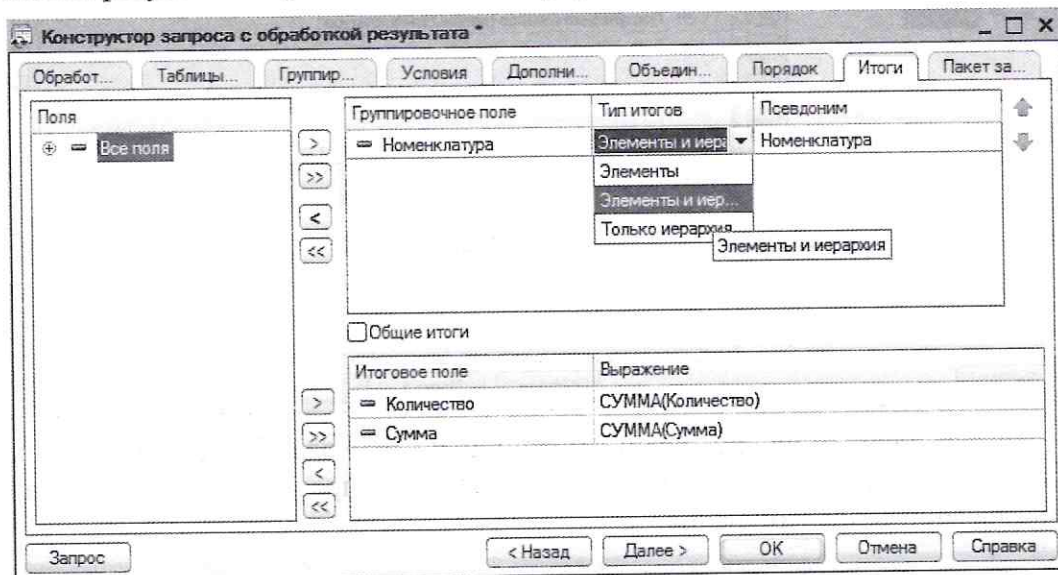 Конструктор запроса с обработкой результата *
Обработ... Таблицы... Группир... Условия Дополни... Объедин... Порядок Итоги Пакет за...
Поля
Все поля
Группировочное поле Тип итогов Псевдоним
Номенклатура Элементы и иера Номенклатура
Элементы
Элементы и иер...
Только иерархия
Элементы и иерархия
Общие итоги
Итоговое поле Выражение
Количество СУММА(Количество)
Сумма СУММА(Сумма)
Запрос < Назад Далее > OK Отмена Справка